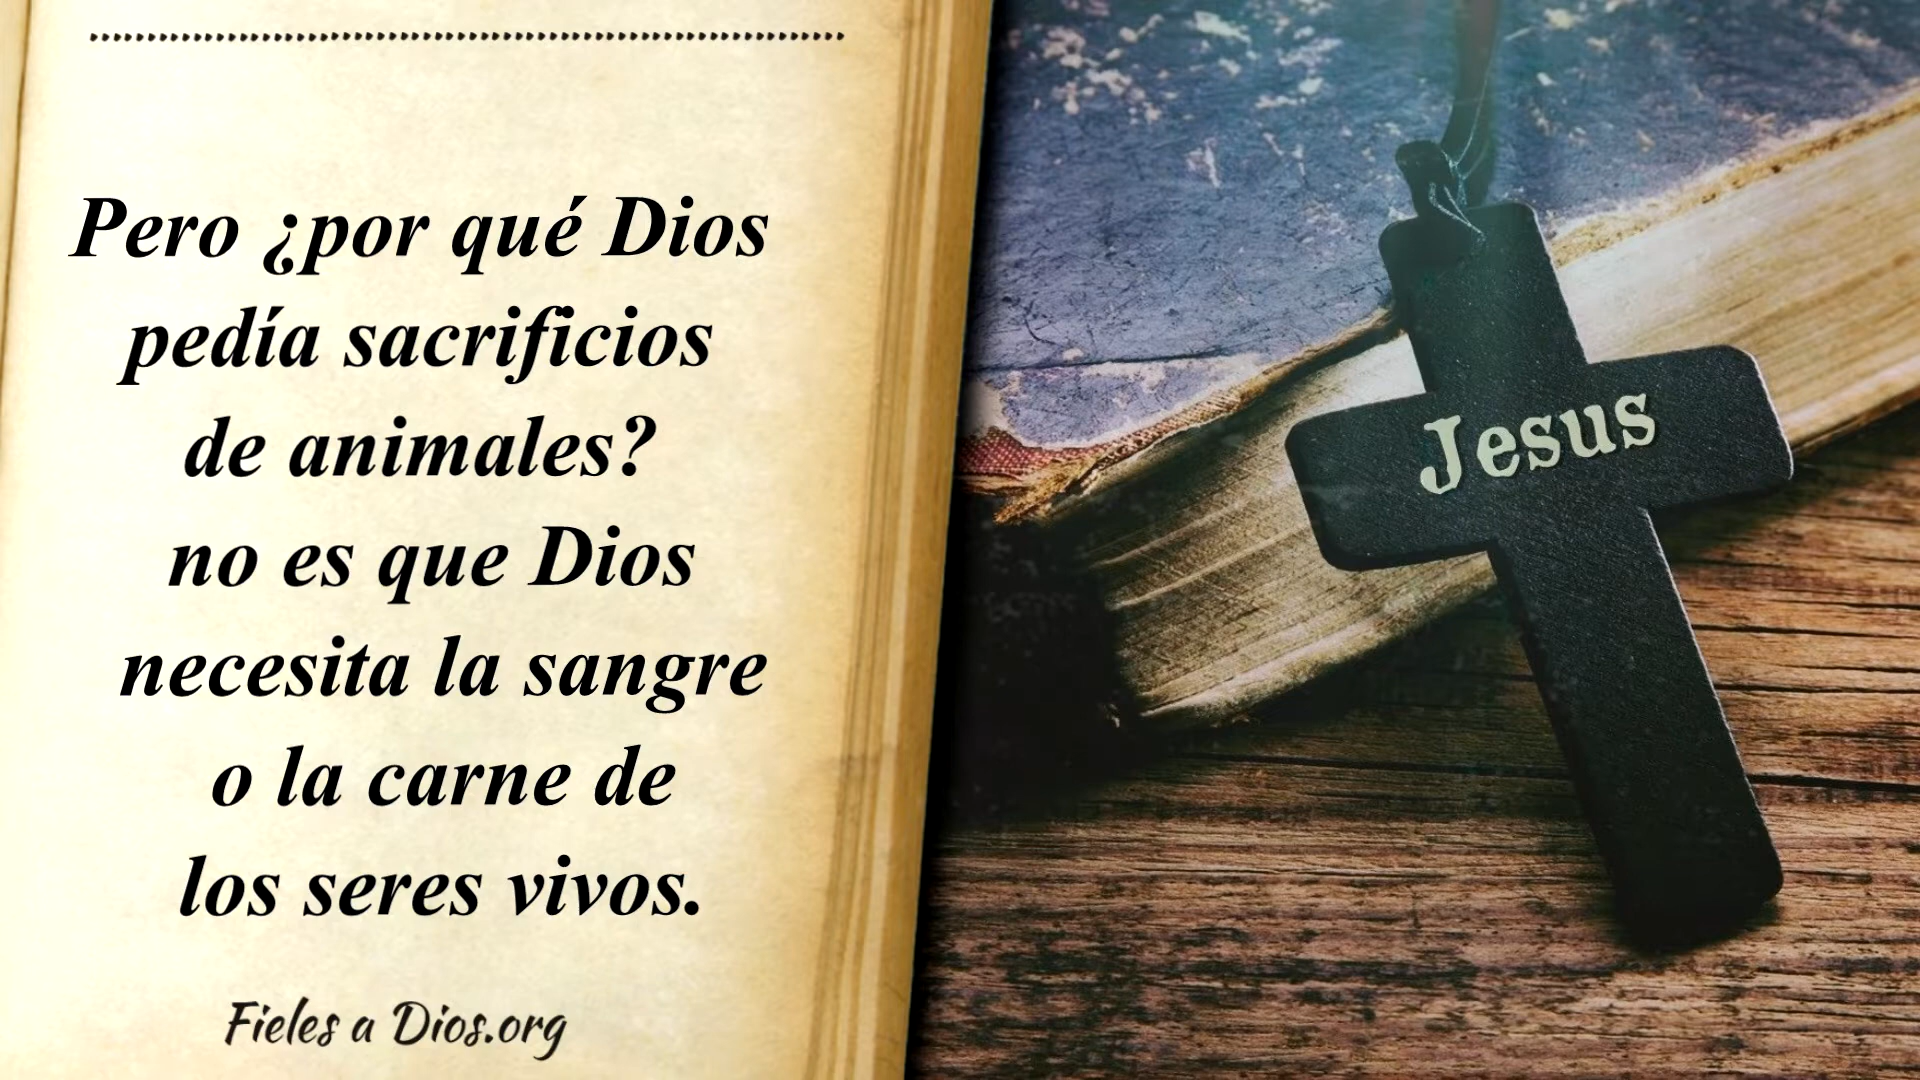 Pero ¿por qué Dios
pedía sacrificios
de animales?
no es que Dios
necesita la sangre
o la carne de
los seres vivos.
Fieles a Dios.org
Jesus